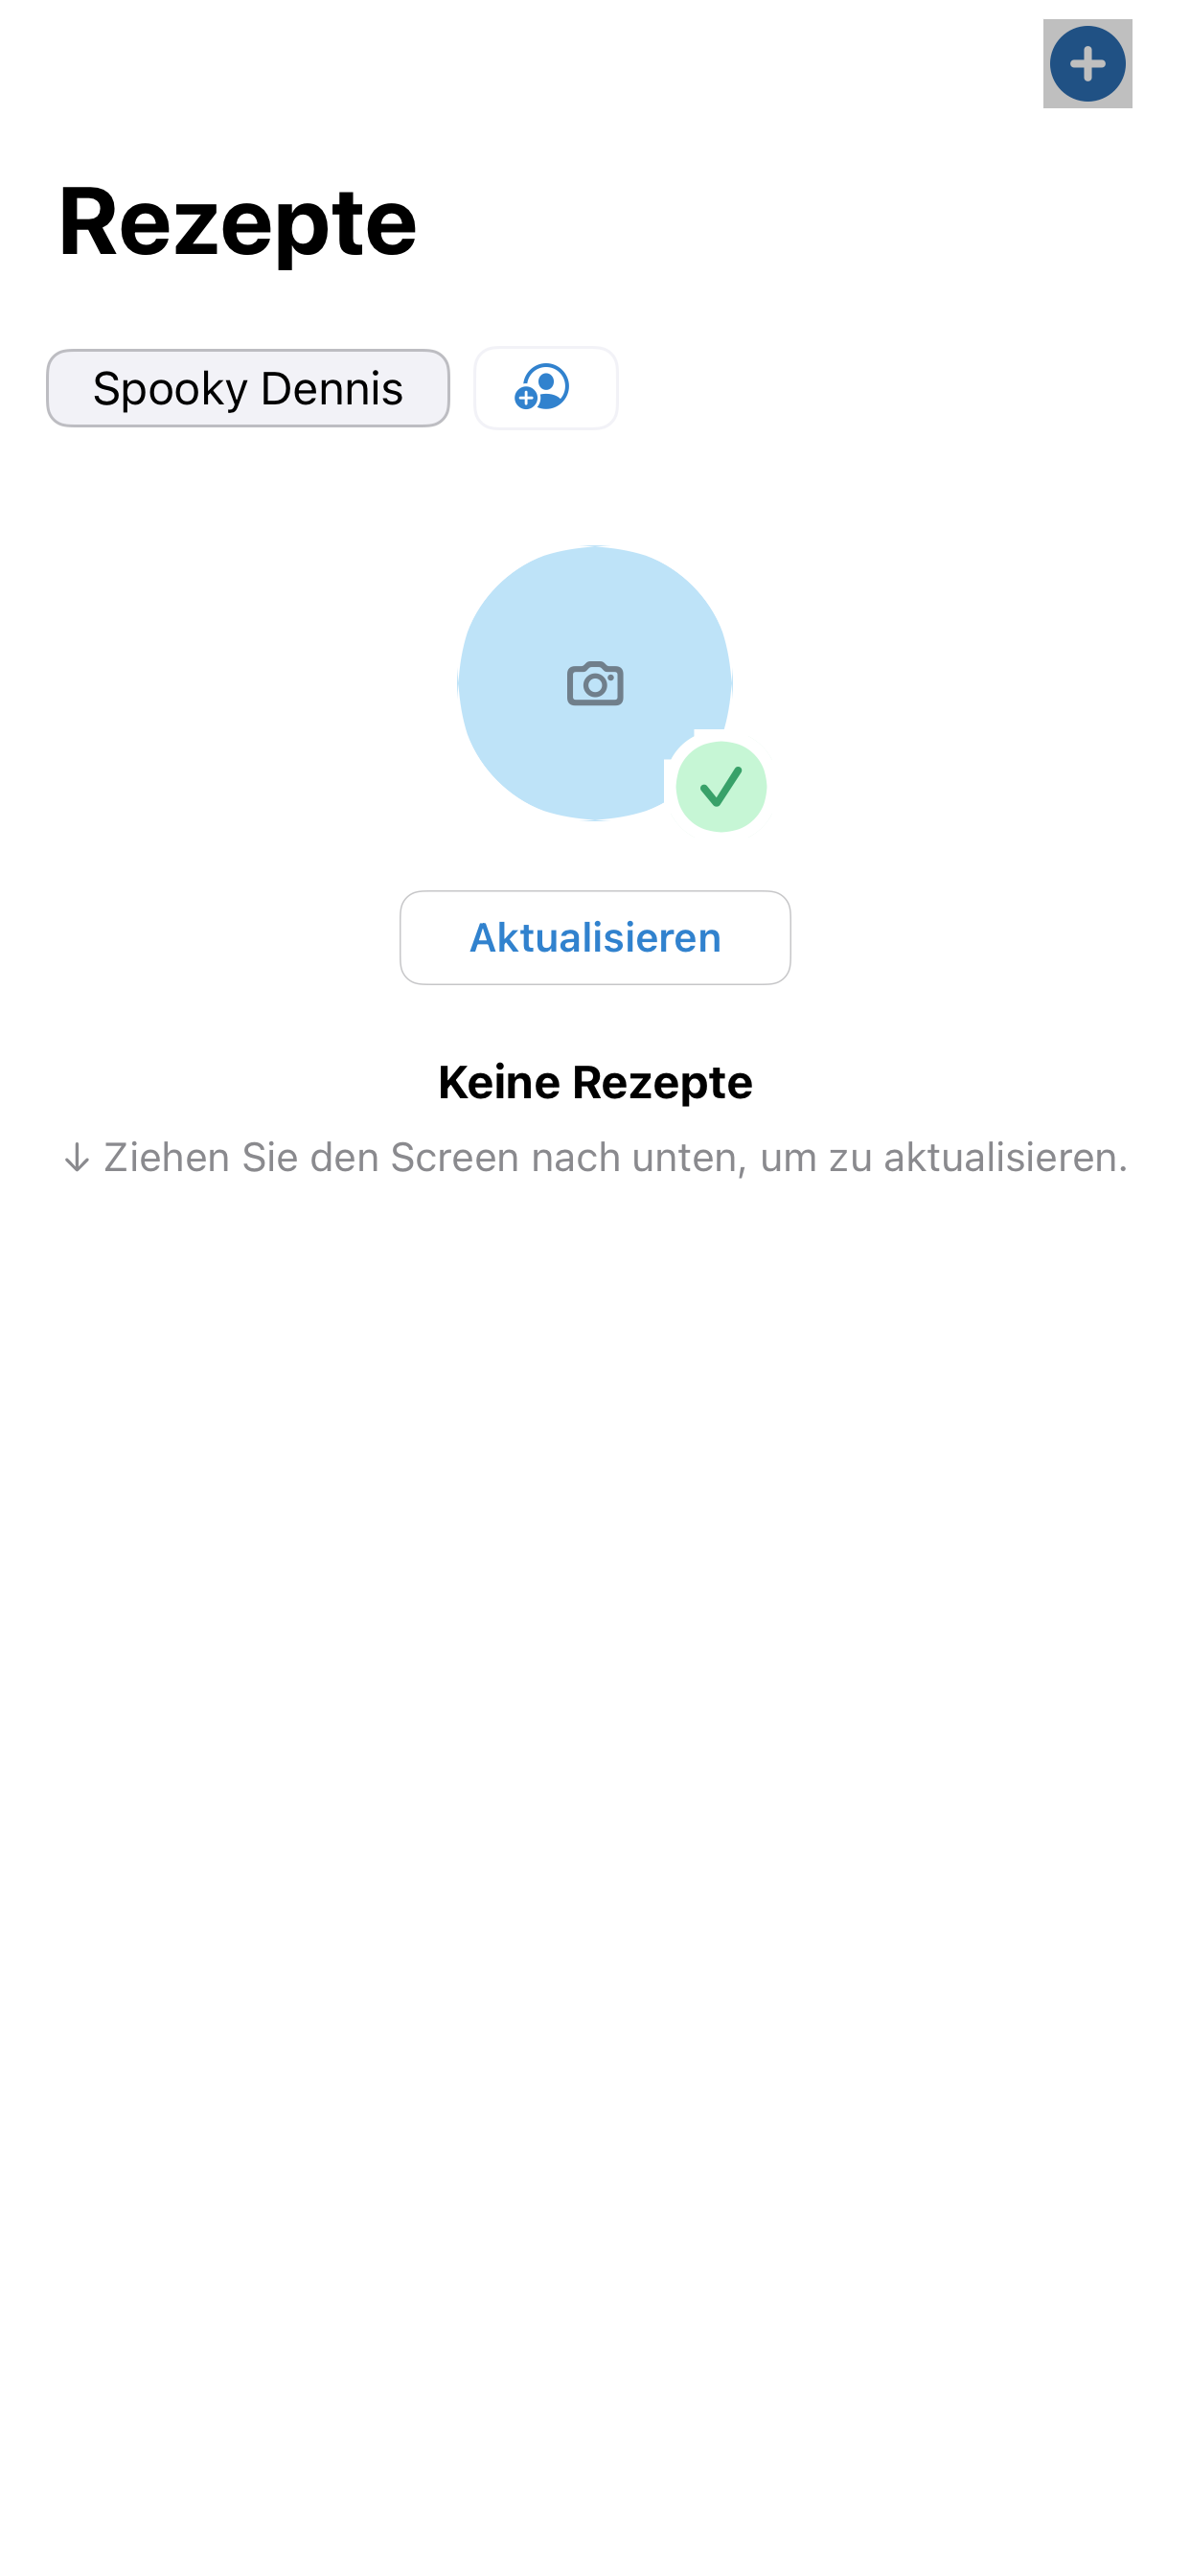 Rezepte
Spooky Dennis
Aktualisieren
Keine Rezepte
↓ Ziehen Sie den Screen nach unten, um zu aktualisieren.